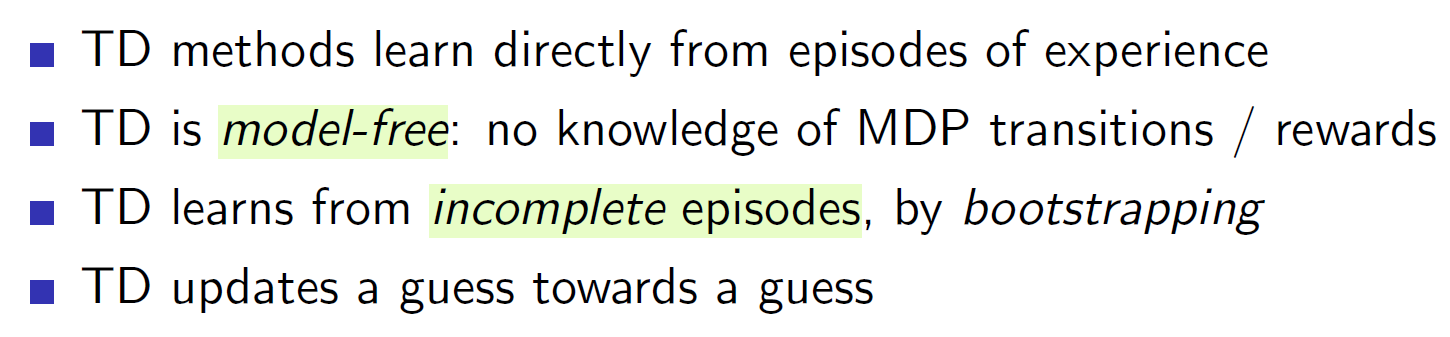 TD methods learn directly from episodes of experience
TD is model-free: no knowledge of MDP transitions / rewards
TD learns from incomplete episodes, by bootstrapping
TD updates a guess towards a guess